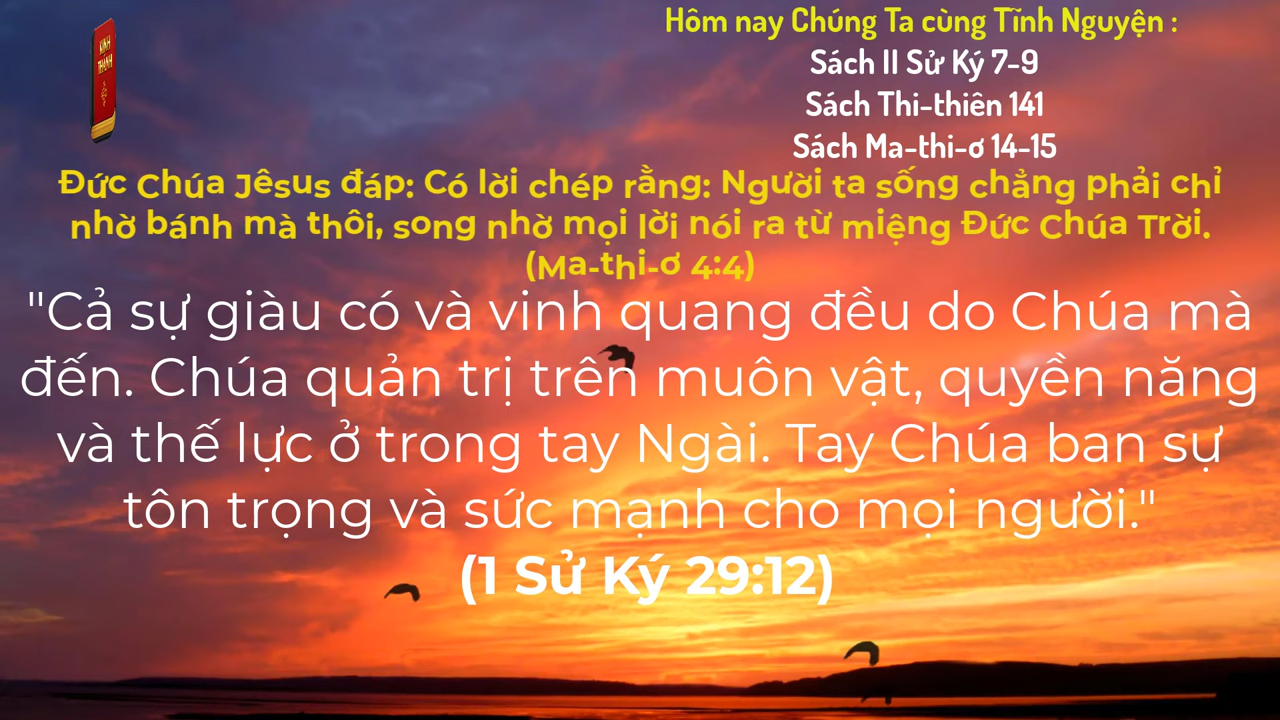 KINH
THÁNH
Hôm nay Chúng Ta cùng Tĩnh Nguyện :
Sách II Sử Ký 7-9
Sách Thi-thiên 141
Sách Ma-thi-ơ 14-15
Đức Chúa Jêsus đáp: Có lời chép rằng: Người ta sống chẳng phải chỉ
nhờ bánh mà thôi, song nhờ mọi lời nói ra từ miệng Đức Chúa Trời.
(Ma-thi-ơ 4:4)
"Cả sự giàu có và vinh quang đều do Chúa mà
đến. Chúa quản trị trên muôn vật, quyền năng
và thế lực ở trong tay Ngài. Tay Chúa ban sự
tôn trọng và sức mạnh cho mọi người."
(1 Sử Ký 29:12)